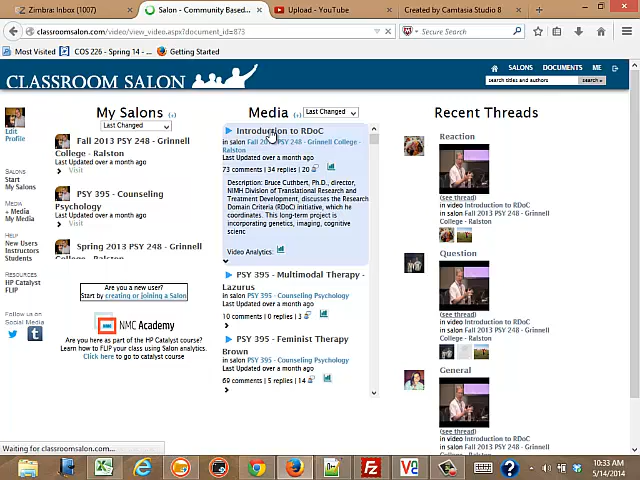 Zimbra: Inbox (1007)
Salon - Community Based...
Upload - YouTube
Created by Camtasia Studio 8
classroomsalon.com/video/view_video.aspx?document_id=873
Secure Search
Most Visited
COS 226 - Spring 14 - ...
Getting Started
CLASSROOM SALON
SALONS
DOCUMENTS
ME
search titles and authors
search
Edit
Profile
SALONS
Start
My Salons
MEDIA
+ Media
My Media
HELP
New Users
Instructors
Students
RESOURCES
HP Catalyst
FLIP
Follow us on
Social Media
My Salons (+)
Last Changed
Fall 2013 PSY 248 - Grinnell
College - Ralston
Last Updated over a month ago
Visit
PSY 395 - Counseling
Psychology
Last Updated over a month ago
Visit
Spring 2013 PSY 248 - Grinnell
College - Ralston
Are you a new user?
Start by creating or joining a Salon
NMC Academy
Are you here as part of the HP Catalyst course?
Learn how to FLIP your class using Salon analytics.
Click here to go to catalyst course
Media (+)
Last Changed
Introduction to RDoC
in salon Fall 2013 PSY 248 - Grinnell College -
Ralston
Last Updated over a month ago
73 comments | 34 replies | 20
Description: Bruce Cuthbert, Ph.D., director,
NIMH Division of Translational Research and
Treatment Development, discusses the Research
Domain Criteria (RDoC) initiative, which he
coordinates. This long-term project is
incorporating genetics, imaging, cognitive
scienc
Video Analytics:
PSY 395 - Multimodal Therapy -
Lazurus
in salon PSY 395 - Counseling Psychology
Last Updated over a month ago
10 comments | 0 replies | 3
PSY 395 - Feminist Therapy
Brown
in salon PSY 395 - Counseling Psychology
Last Updated over a month ago
69 comments | 5 replies | 14
Recent Threads
Reaction
(see thread)
in video Introduction to RDoC
in salon Fall 2013 PSY 248 - Grinnell
College - Ralston
Question
(see thread)
in video Introduction to RDoC
in salon Fall 2013 PSY 248 - Grinnell
College - Ralston
General
(see thread)
in video Introduction to RDoC
in salon Fall 2013 PSY 248 - Grinnell
College - Ralston
Waiting for classroomsalon.com...
10:33 AM
5/14/2014